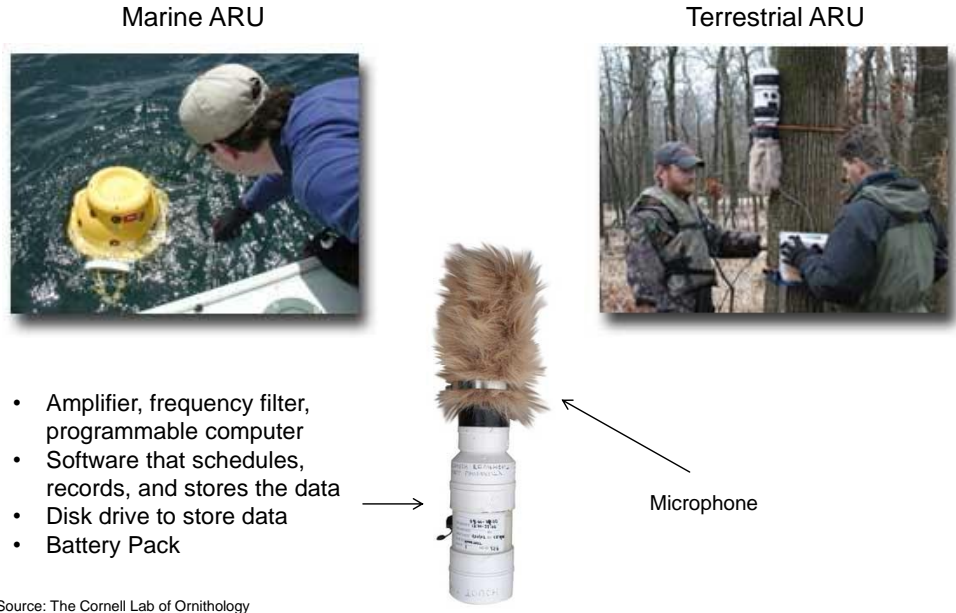 Marine ARU
Terrestrial ARU
• Amplifier, frequency filter,
programmable computer
• Software that schedules,
records, and stores the data
• Disk drive to store data
• Battery Pack
Microphone
Source: The Cornell Lab of Ornithology